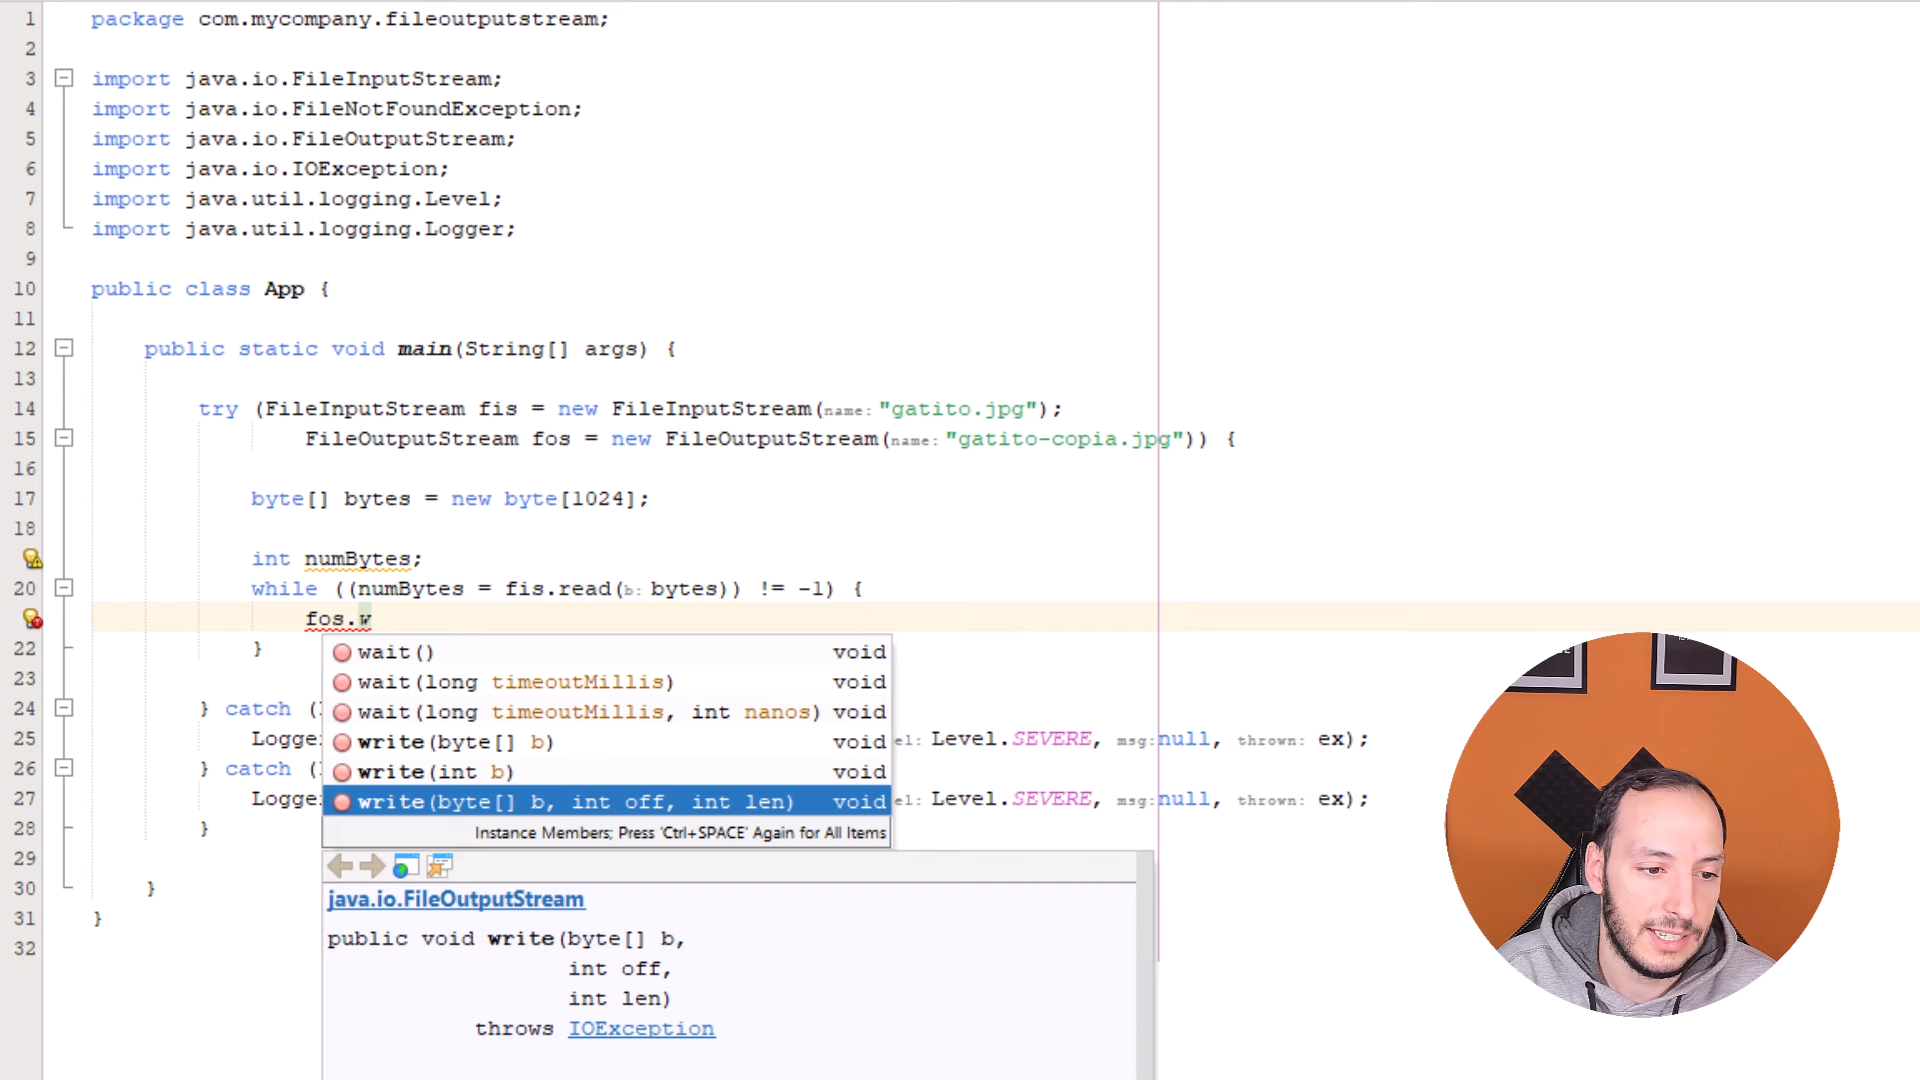 1 package com.mycompany.fileoutputstream;
2
3 import java.io.FileInputStream;
4 import java.io.FileNotFoundException;
5 import java.io.FileOutputStream;
6 import java.io.IOException;
7 import java.util.logging.Level;
8 import java.util.logging.Logger;
9
10 public class App {
11
12 public static void main(String[] args) {
13
14 try (FileInputStream fis = new FileInputStream(name: "gatito.jpg");
15 FileOutputStream fos = new FileOutputStream(name: "gatito-copia.jpg")) {
16
17 byte[] bytes = new byte[1024];
18
int numBytes;
20 while ((numBytes = fis.read(b: bytes)) != -1) {
fos.w
22 }
wait() void
23
wait(long timeoutMillis) void
24 } catch (
wait(long timeoutMillis, int nanos) void
25 Logge
write(byte[] b) void
el: Level.SEVERE, msg: null, thrown: ex);
26 } catch (
write(int b) void
27 Logge
write(byte[] b, int off, int len) void
el: Level.SEVERE, msg: null, thrown: ex);
28 }
Instance Members; Press 'Ctrl+SPACE' Again for All Items
29
30 }
31 }
32
java.io.FileOutputStream
public void write(byte[] b,
int off,
int len)
throws IOException